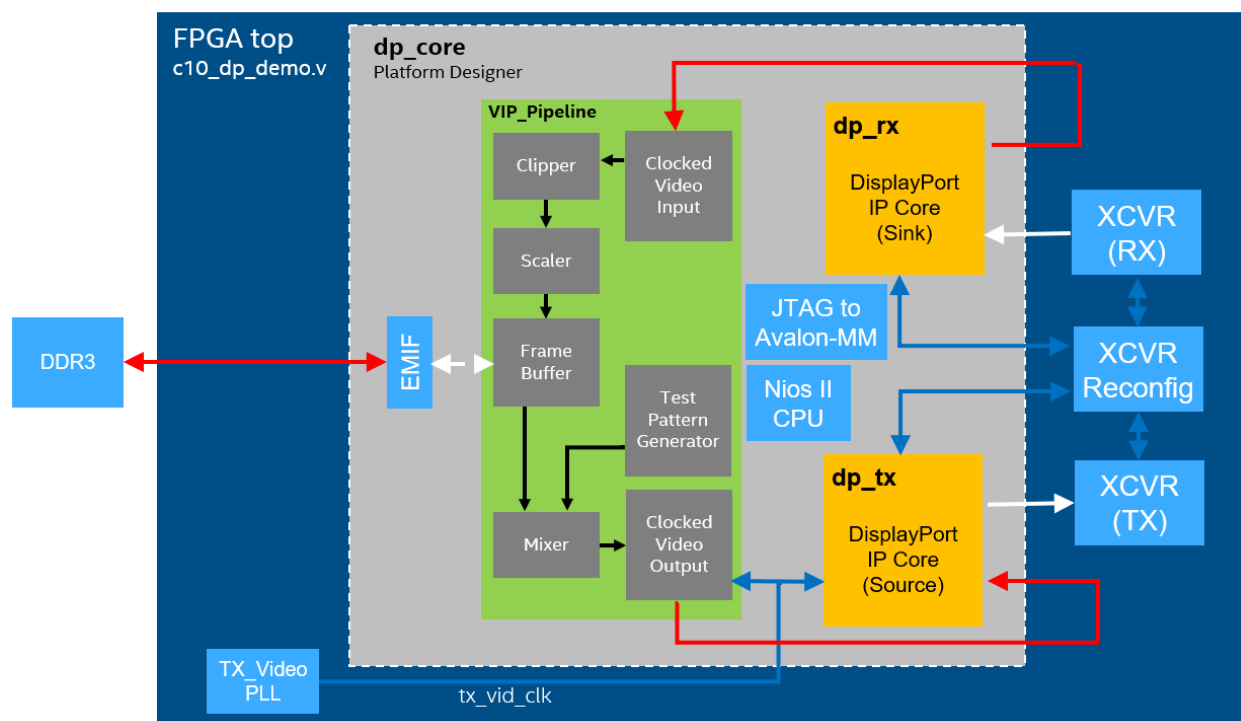 FPGA top
c10_dp_demo.v
dp_core
Platform Designer
VIP_Pipeline
Clipper
Clocked
Video
Input
Scaler
Frame
Buffer
Test
Pattern
Generator
Mixer
Clocked
Video
Output
dp_rx
DisplayPort
IP Core
(Sink)
JTAG to
Avalon-MM
Nios II
CPU
dp_tx
DisplayPort
IP Core
(Source)
XCVR
(RX)
XCVR
Reconfig
XCVR
(TX)
DDR3
EMIF
TX_Video
PLL
tx_vid_clk